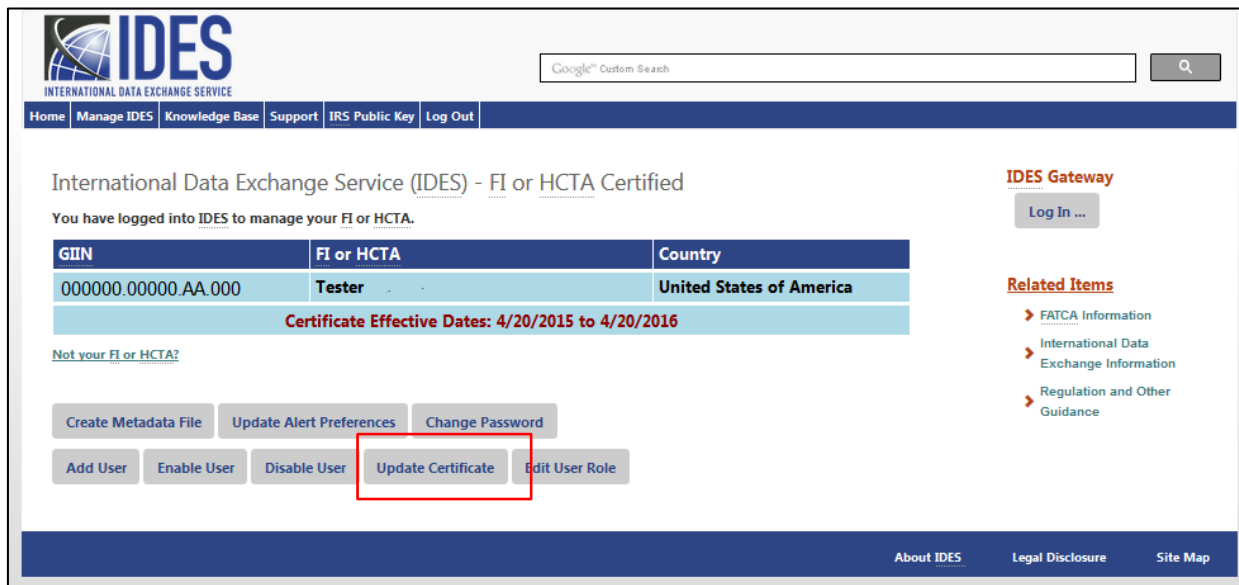 IDES
INTERNATIONAL DATA EXCHANGE SERVICE
Google™ Custom Search
Home Manage IDES Knowledge Base Support IRS Public Key Log Out
International Data Exchange Service (IDES) - FI or HCTA Certified
You have logged into IDES to manage your FI or HCTA.
GIIN FI or HCTA Country
000000.00000.AA.000 Tester United States of America
Certificate Effective Dates: 4/20/2015 to 4/20/2016
Not your FI or HCTA?
Create Metadata File Update Alert Preferences Change Password
Add User Enable User Disable User Update Certificate Edit User Role
IDES Gateway
Log In ...
Related Items
FATCA Information
International Data
Exchange Information
Regulation and Other
Guidance
About IDES Legal Disclosure Site Map